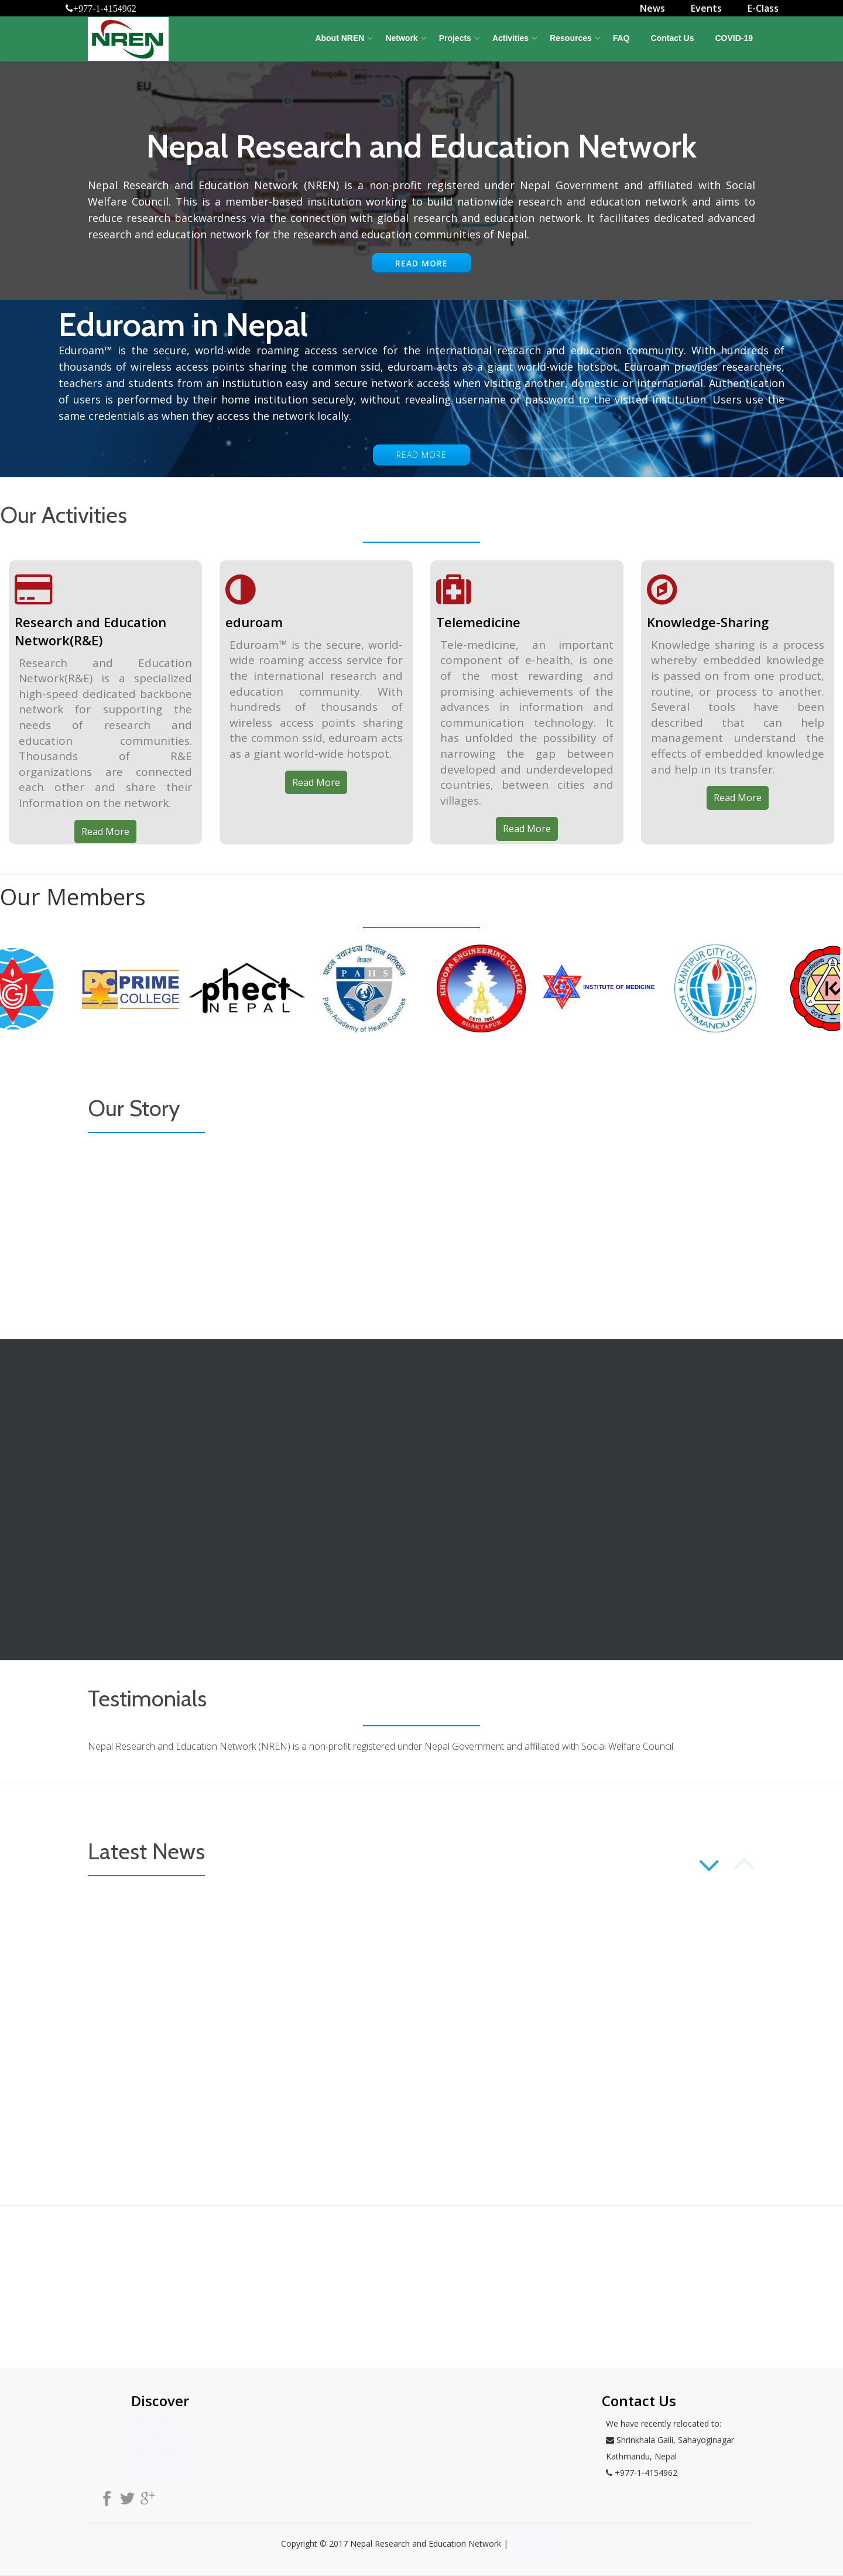 +977-1-4154962 News Events E-Class
NREN About NREN Network Projects Activities Resources FAQ Contact Us COVID-19
Mongolia
China
Korea
Sri Lanka
Nepal Research and Education Network
Nepal Research and Education Network (NREN) is a non-profit registered under Nepal Government and affiliated with Social
Welfare Council. This is a member-based institution working to build nationwide research and education network and aims to
reduce research backwardness via the connection with global research and education network. It facilitates dedicated advanced
research and education network for the research and education communities of Nepal.
READ MORE
Eduroam in Nepal
Eduroam™ is the secure, world-wide roaming access service for the international research and education community. With hundreds of
thousands of wireless access points sharing the common ssid, eduroam acts as a giant world-wide hotspot. Eduroam provides researchers,
teachers and students from an instiutution easy and secure network access when visiting another, domestic or international. Authentication
of users is performed by their home institution securely, without revealing username or password to the visited institution. Users use the
same credentials as when they access the network locally.
READ MORE
Our Activities
Research and Education
Network(R&E)
Research and Education
Network(R&E) is a specialized
high-speed dedicated backbone
network for supporting the
needs of research and
education communities.
Thousands of R&E
organizations are connected
each other and share their
Information on the network.
Read More
eduroam
Eduroam™ is the secure, world-
wide roaming access service for
the international research and
education community. With
hundreds of thousands of
wireless access points sharing
the common ssid, eduroam acts
as a giant world-wide hotspot.
Read More
Telemedicine
Tele-medicine, an important
component of e-health, is one
of the most rewarding and
promising achievements of the
advances in information and
communication technology. It
has unfolded the possibility of
narrowing the gap between
developed and underdeveloped
countries, between cities and
villages.
Read More
Knowledge-Sharing
Knowledge sharing is a process
whereby embedded knowledge
is passed on from one product,
routine, or process to another.
Several tools have been
described that can help
management understand the
effects of embedded knowledge
and help in its transfer.
Read More
Our Members
PC PRIME
COLLEGE
phect
NEPAL
पाटन स्वास्थ्य विज्ञान प्रतिष्ठान
नेपाल
PAHS
Patan Academy of Health Sciences
KHWOPA ENGINEERING COLLEGE
ESTD. 2001
BHAKTAPUR
INSTITUTE OF MEDICINE
KANTIPUR CITY COLLEGE
KATHMANDU NEPAL
Our Story
Testimonials
Nepal Research and Education Network (NREN) is a non-profit registered under Nepal Government and affiliated with Social Welfare Council.
Latest News
Discover
Contact Us
We have recently relocated to:
Shrinkhala Galli, Sahayoginagar
Kathmandu, Nepal
+977-1-4154962
Copyright © 2017 Nepal Research and Education Network |